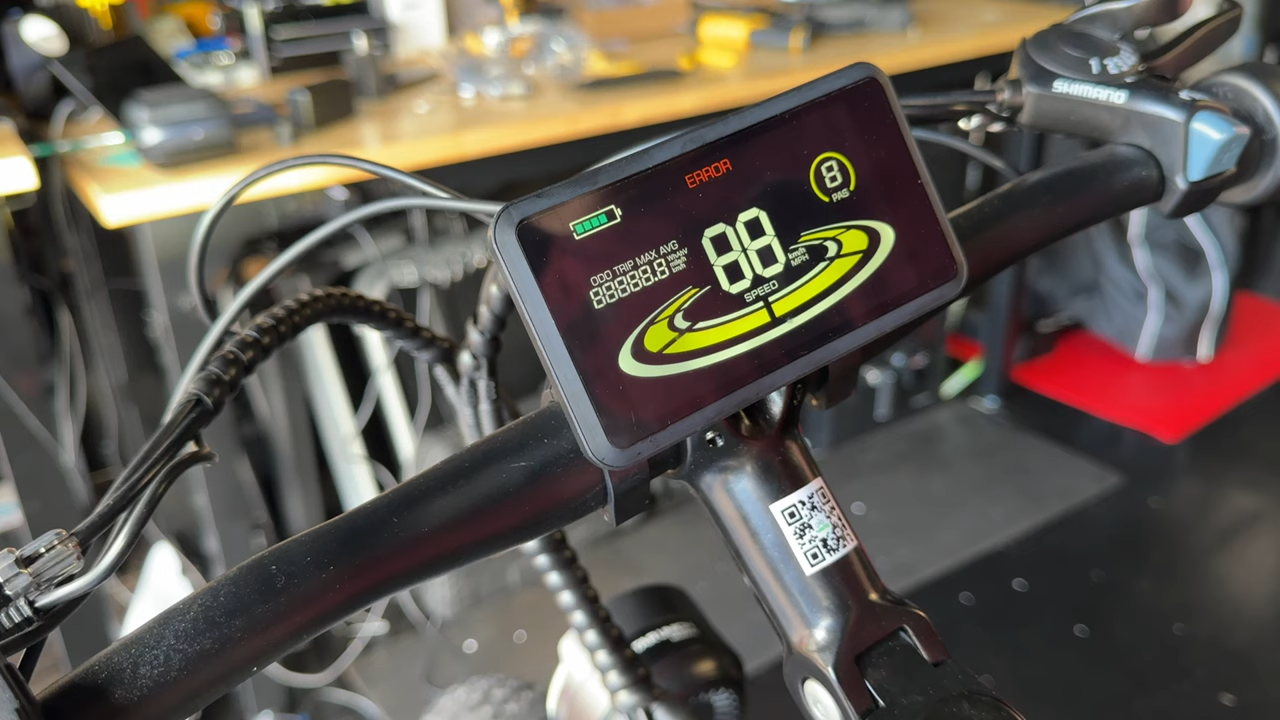 ERROR
8
PAS
ODO TRIP MAX AVG
88888.8
88
km/h
MPH
SPEED
SHIMANO